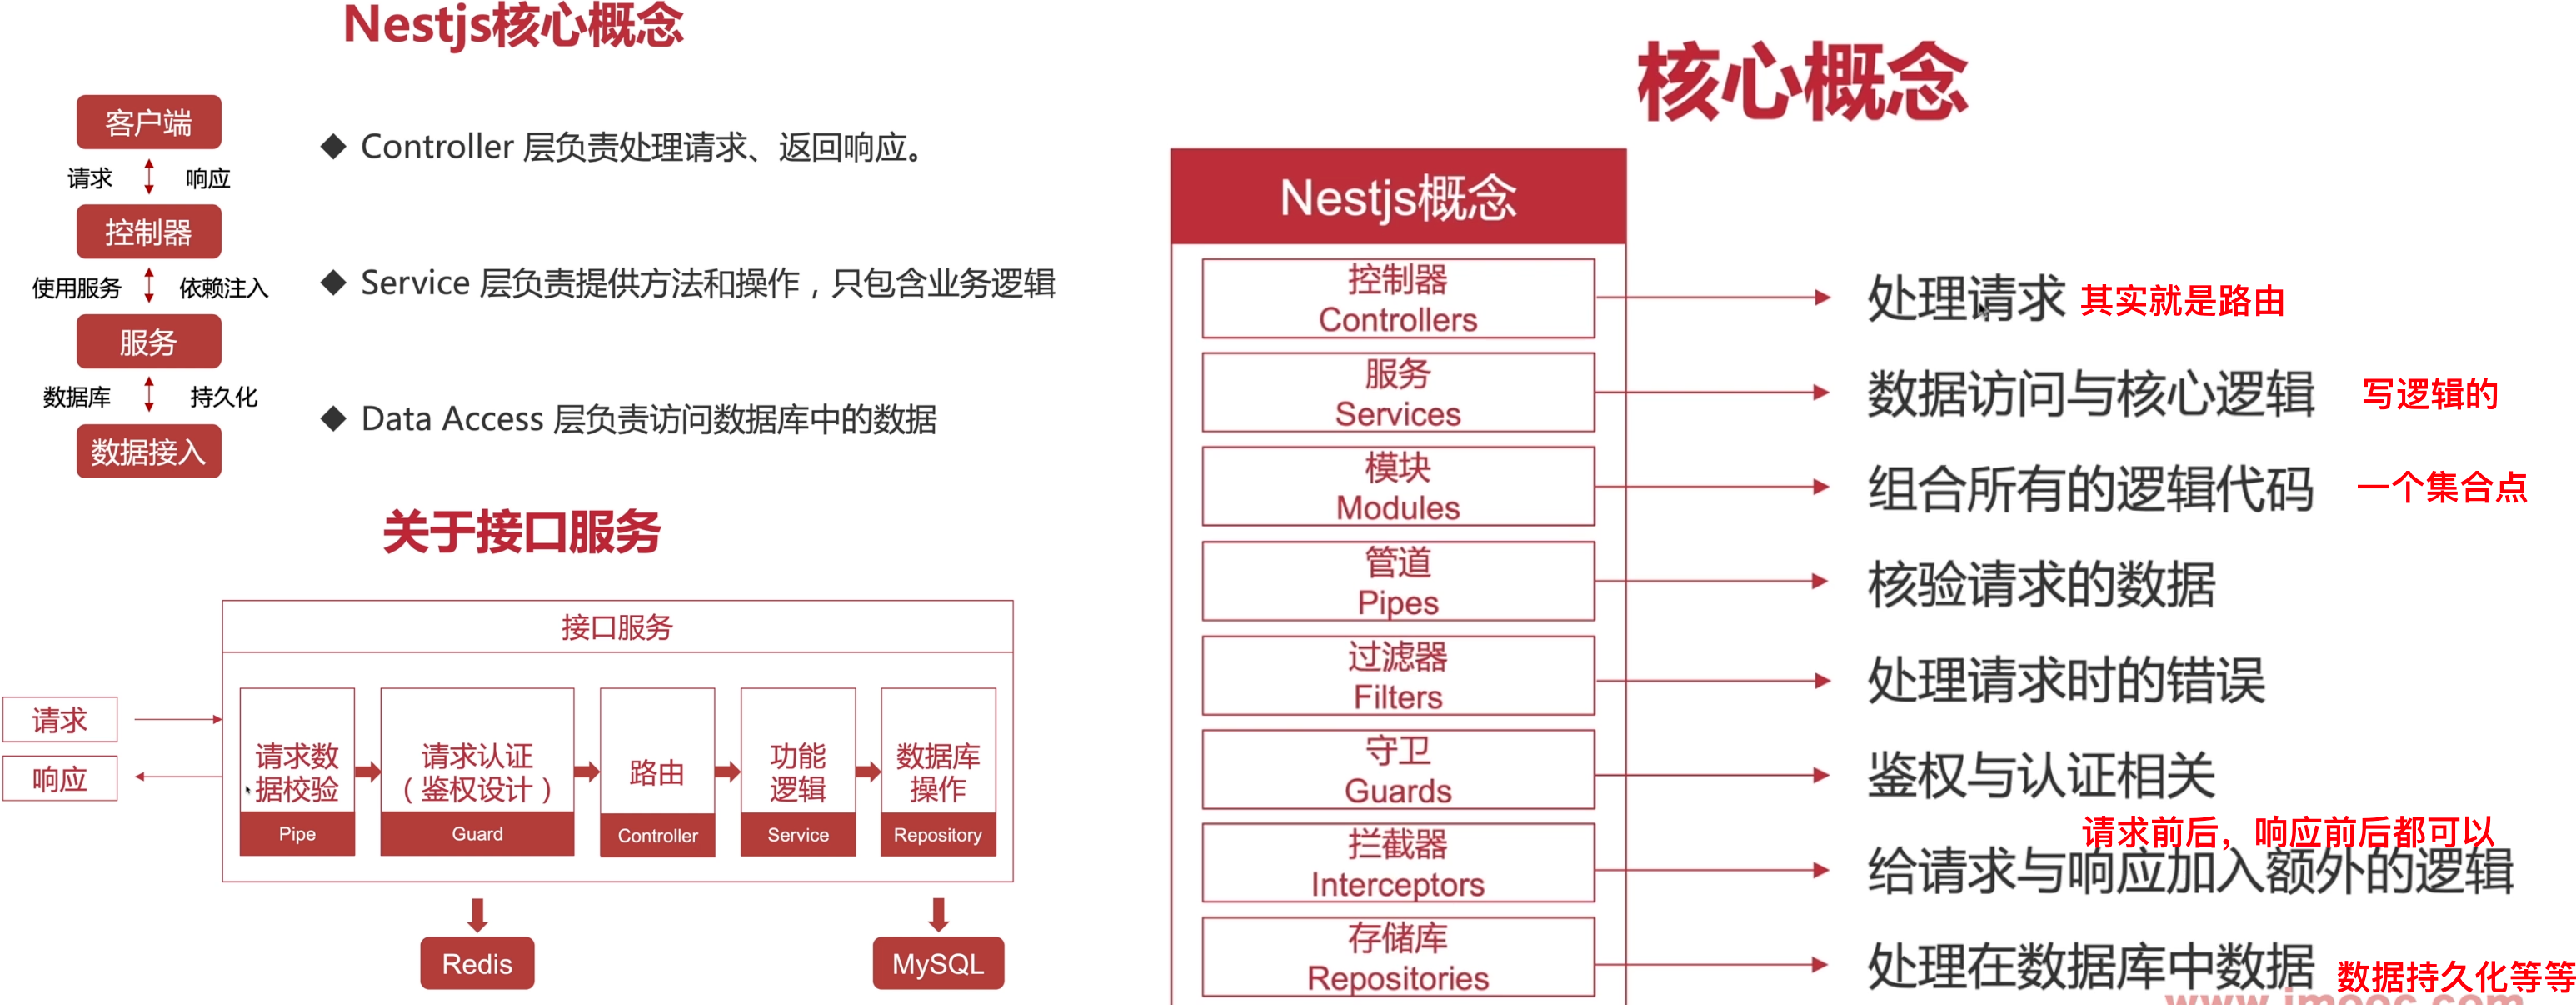 Nestjs核心概念
客户端
请求 响应
控制器
使用服务 依赖注入
服务
数据库 持久化
数据接入
◆ Controller 层负责处理请求、返回响应。
◆ Service 层负责提供方法和操作，只包含业务逻辑
◆ Data Access 层负责访问数据库中的数据
关于接口服务
接口服务
请求
响应
请求数
据校验
Pipe
请求认证
（鉴权设计）
Guard
路由
Controller
功能
逻辑
Service
数据库
操作
Repository
Redis
MySQL
核心概念
Nestjs概念
控制器
Controllers
处理请求 其实就是路由
服务
Services
数据访问与核心逻辑 写逻辑的
模块
Modules
组合所有的逻辑代码 一个集合点
管道
Pipes
核验请求的数据
过滤器
Filters
处理请求时的错误
守卫
Guards
鉴权与认证相关
请求前后，响应前后都可以
拦截器
Interceptors
给请求与响应加入额外的逻辑
存储库
Repositories
处理在数据库中数据 数据持久化等等